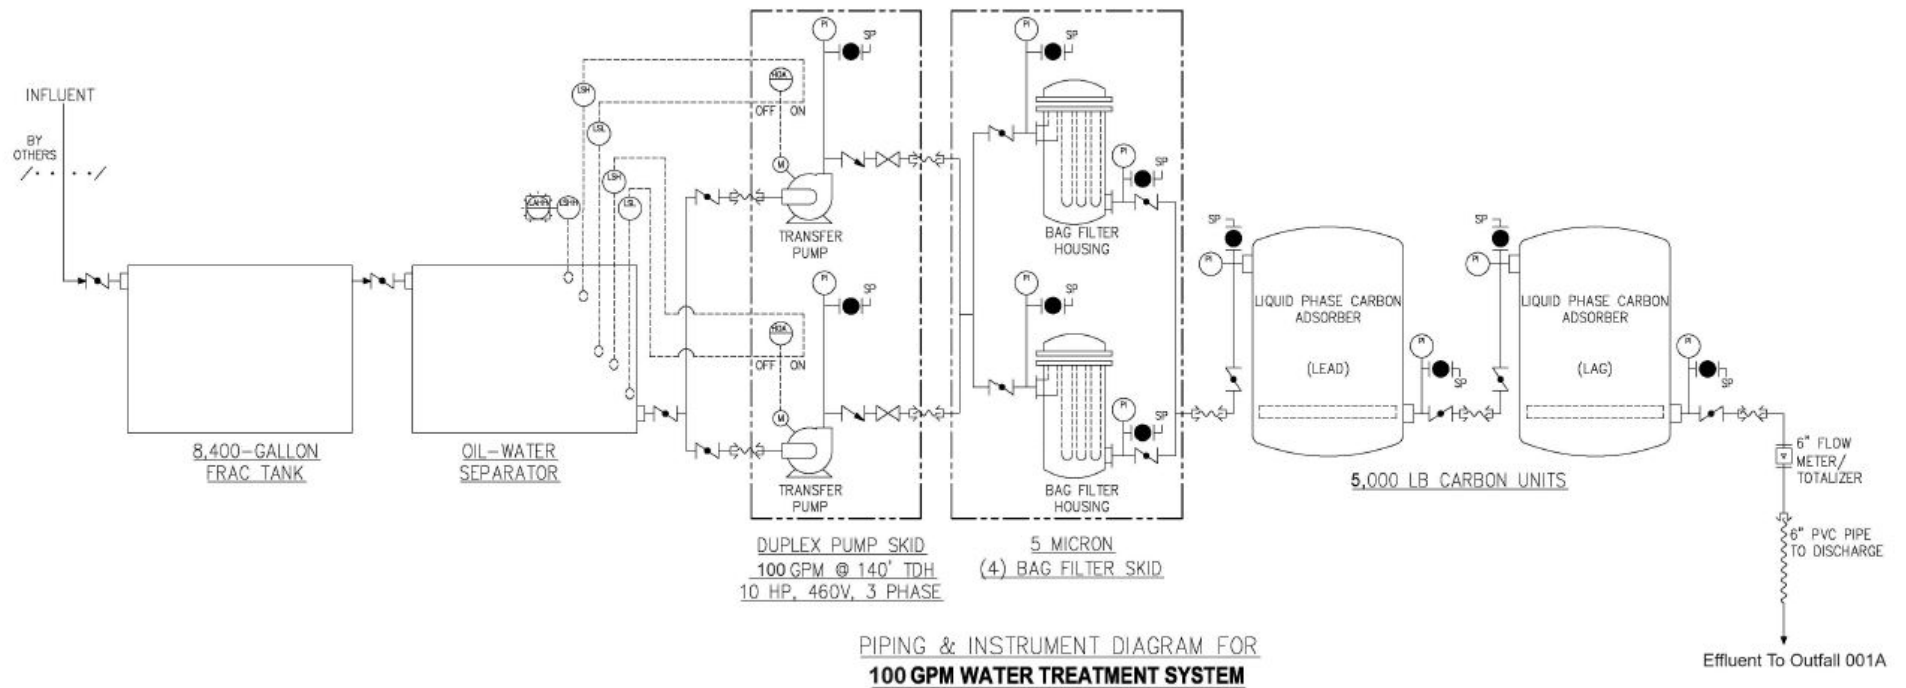 INFLUENT
BY
OTHERS
LSH
LSL
LSH
LSL
LSHH
HOA
OFF ON
M
PI
SP
TRANSFER
PUMP
HOA
OFF ON
M
PI
SP
TRANSFER
PUMP
PI
SP
PI
SP
BAG FILTER
HOUSING
PI
SP
PI
SP
BAG FILTER
HOUSING
SP
PI
LIQUID PHASE CARBON
ADSORBER
(LEAD)
PI
SP
SP
PI
LIQUID PHASE CARBON
ADSORBER
(LAG)
PI
SP
8,400-GALLON
FRAC TANK
OIL-WATER
SEPARATOR
DUPLEX PUMP SKID
100 GPM @ 140' TDH
10 HP, 460V, 3 PHASE
5 MICRON
(4) BAG FILTER SKID
5,000 LB CARBON UNITS
6" FLOW
METER/
TOTALIZER
6" PVC PIPE
TO DISCHARGE
Effluent To Outfall 001A
PIPING & INSTRUMENT DIAGRAM FOR
100 GPM WATER TREATMENT SYSTEM